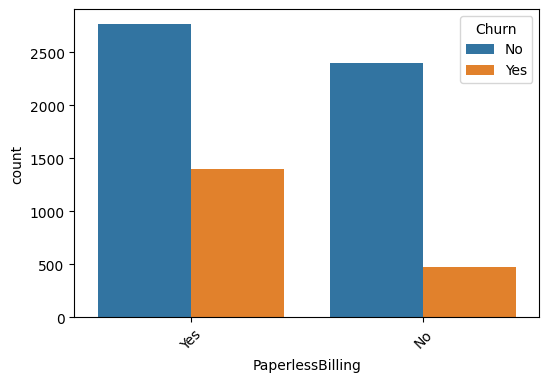 Churn
No
Yes
2500
2000
1500
1000
500
0
count
Yes
No
PaperlessBilling